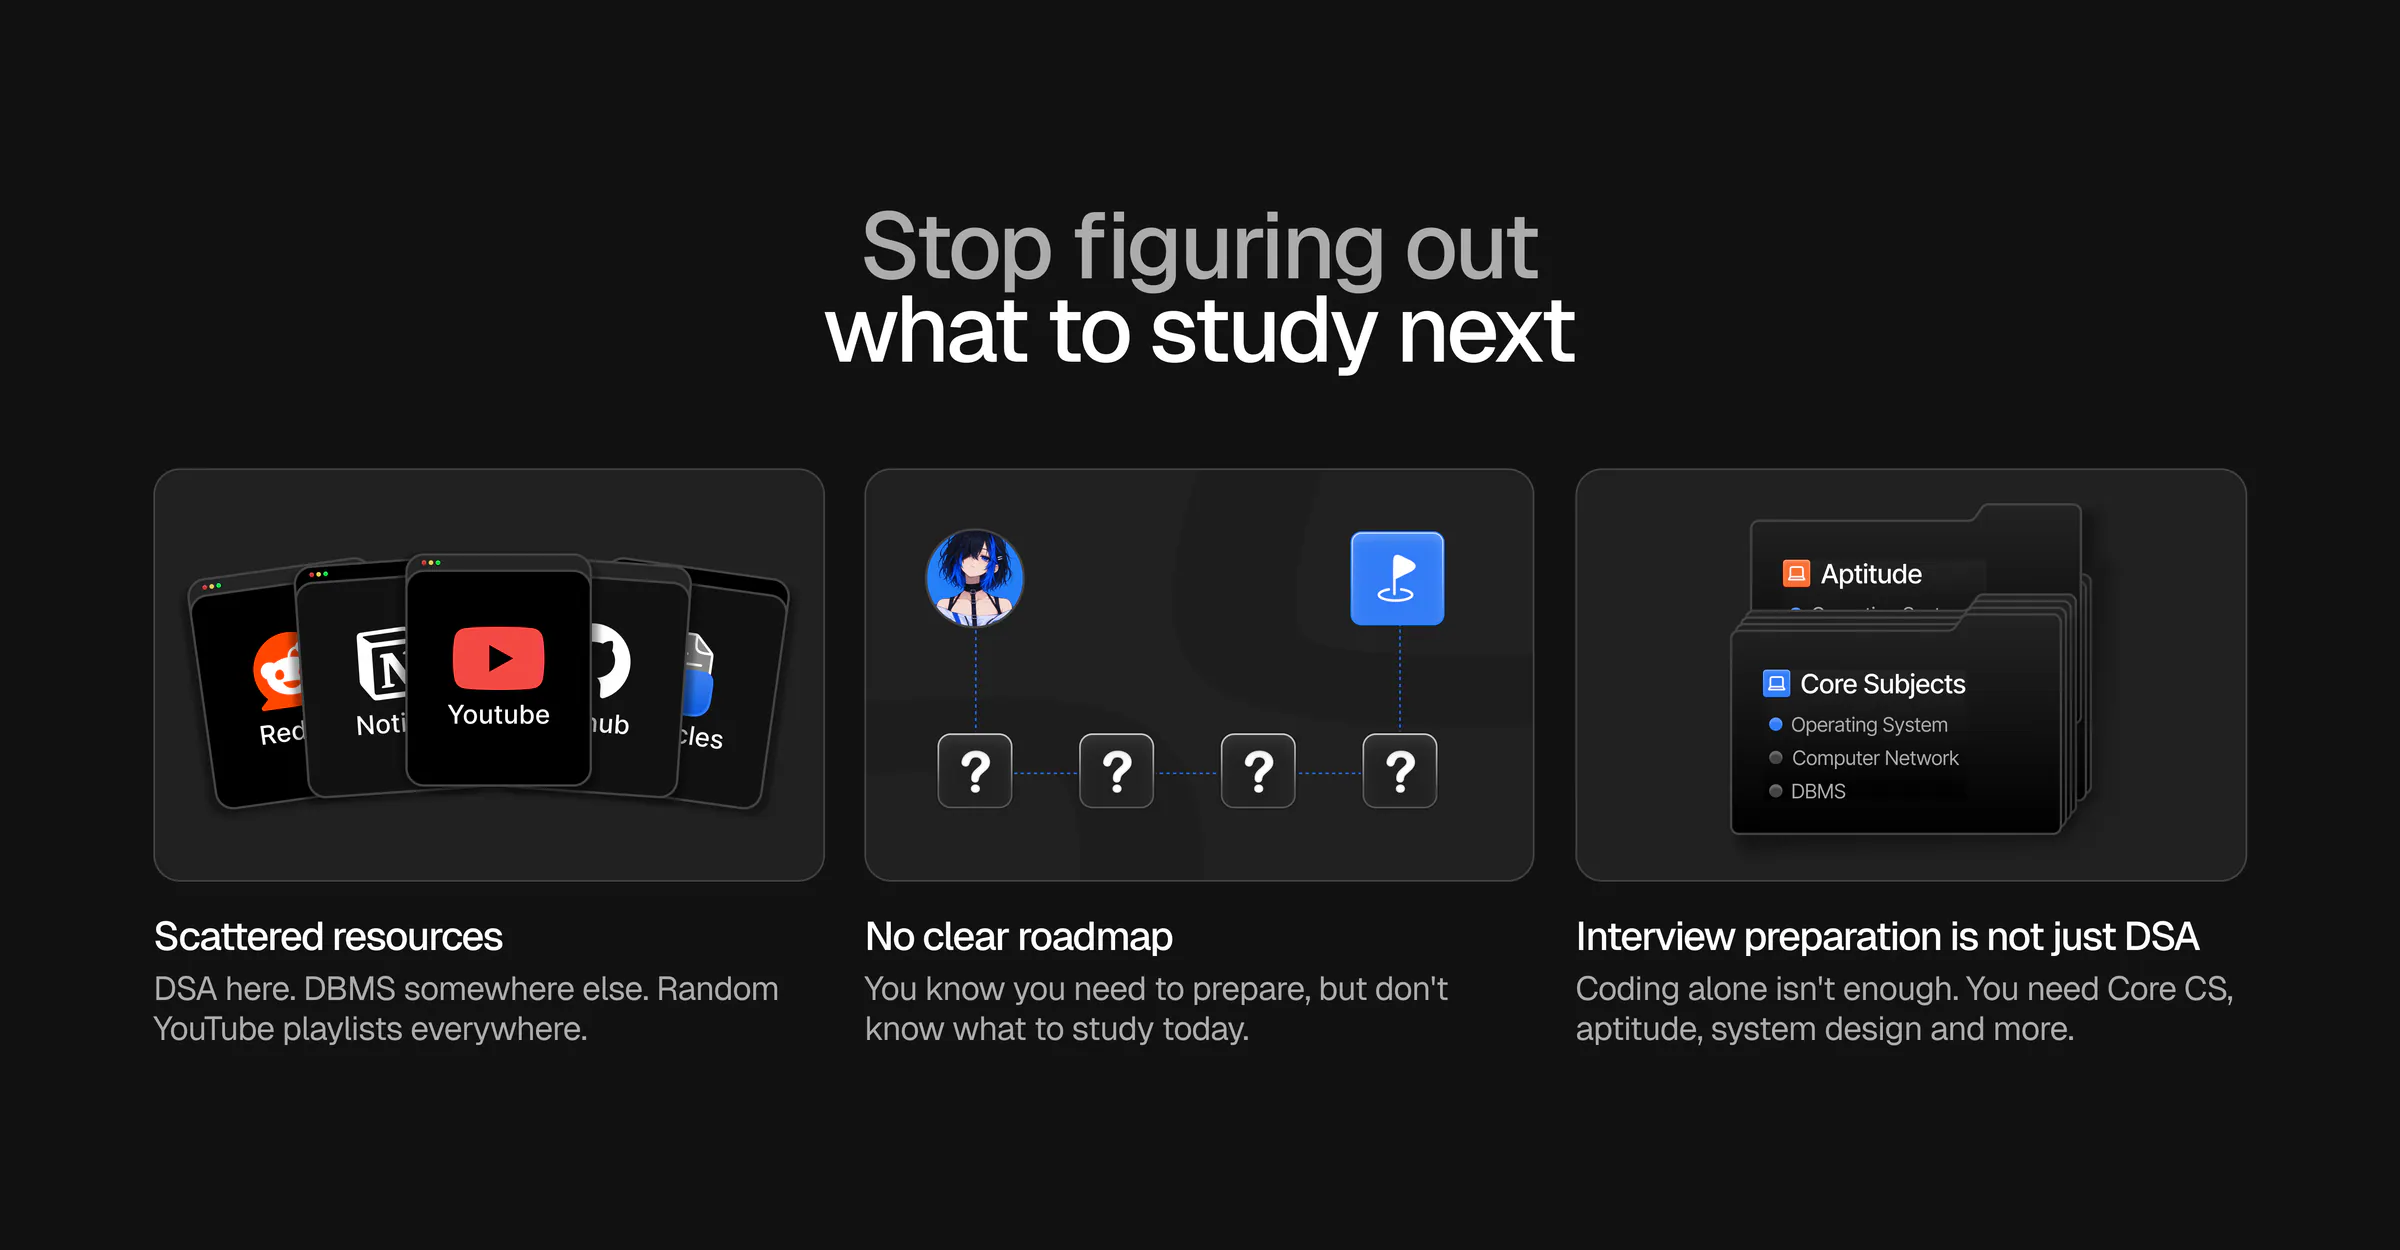 Stop figuring out
what to study next
Red
Noti
Youtube
hub
cles
?
?
?
?
Aptitude
Core Subjects
Operating System
Computer Network
DBMS
Scattered resources
DSA here. DBMS somewhere else. Random
YouTube playlists everywhere.
No clear roadmap
You know you need to prepare, but don't
know what to study today.
Interview preparation is not just DSA
Coding alone isn't enough. You need Core CS,
aptitude, system design and more.